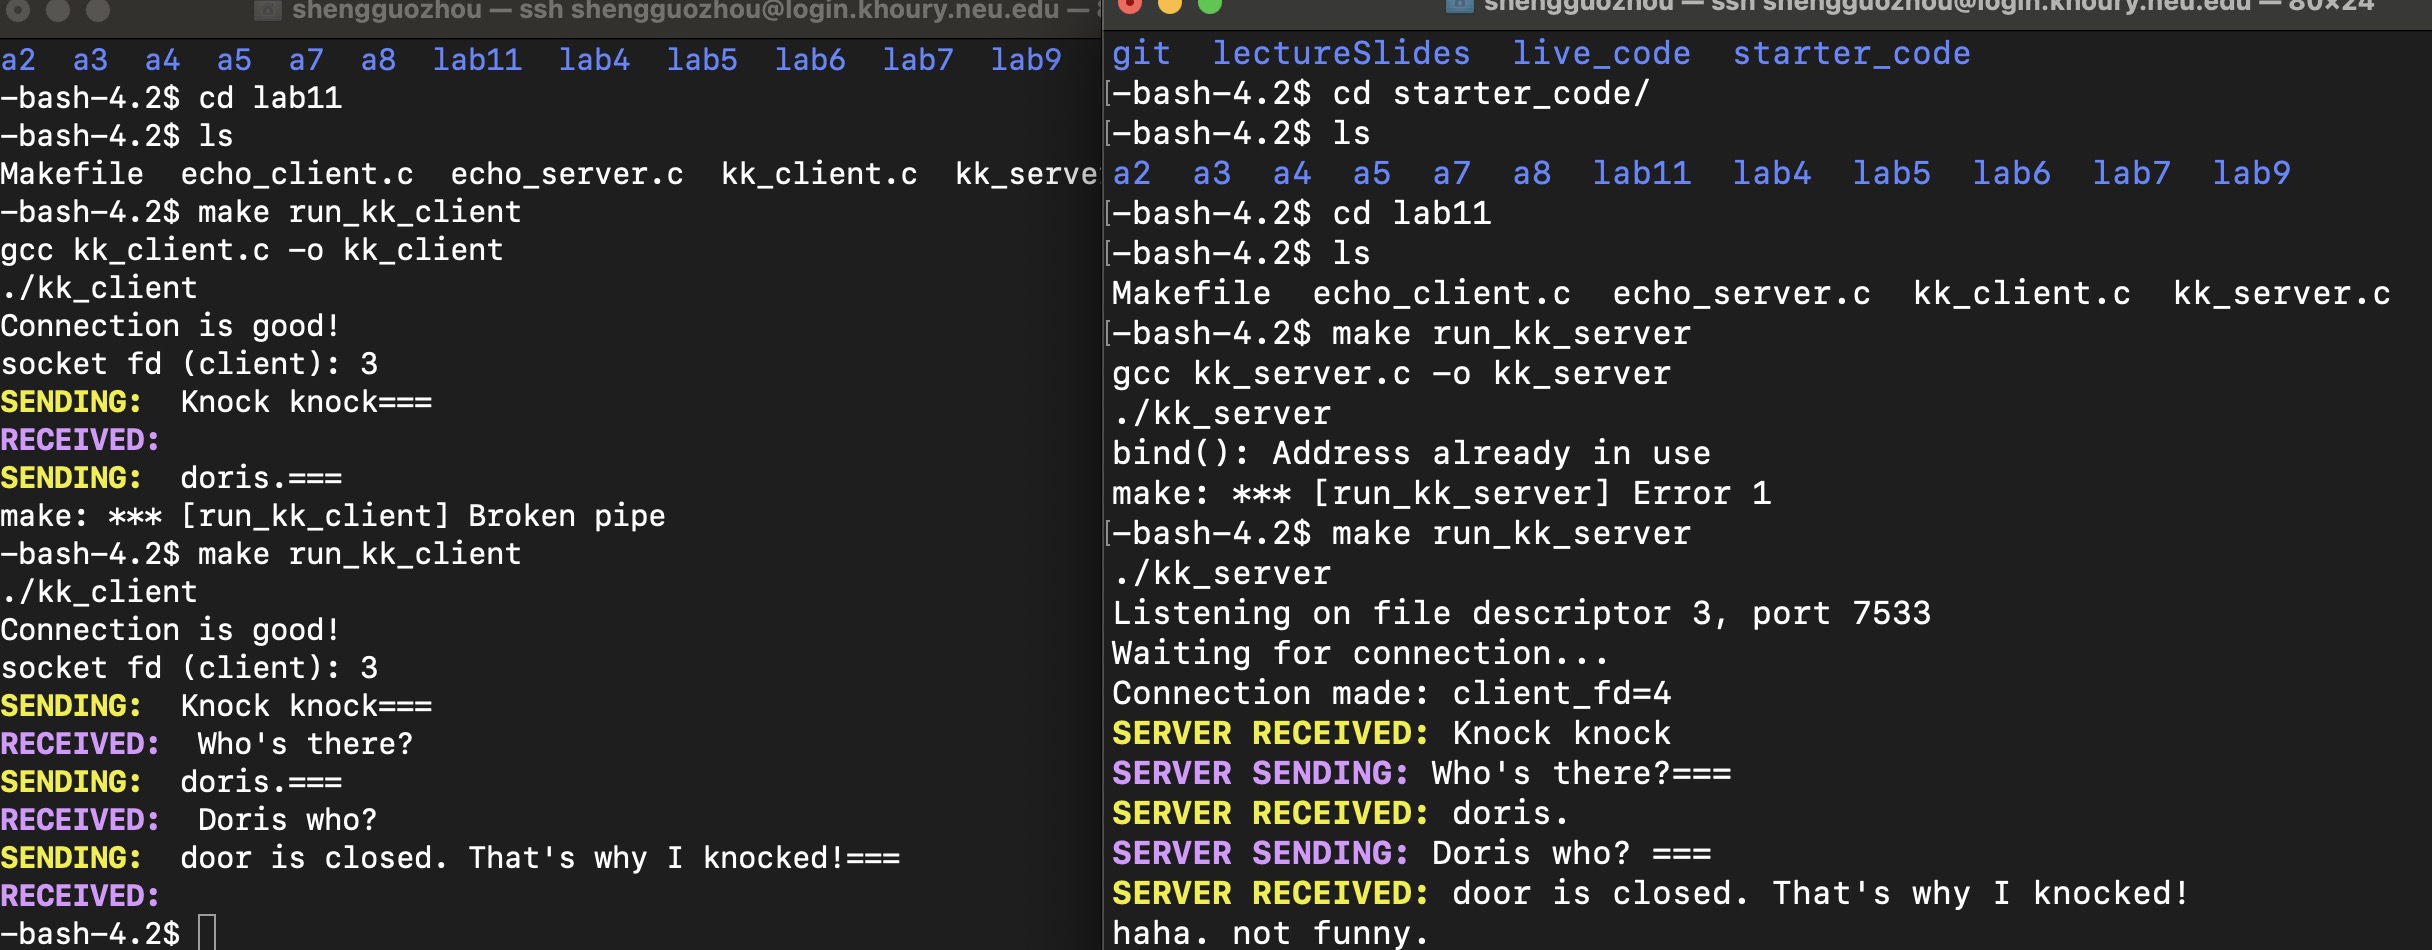 shengguozhou — ssh shengguozhou@login.khoury.neu.edu —
a2 a3 a4 a5 a7 a8 lab11 lab4 lab5 lab6 lab7 lab9
-bash-4.2$ cd lab11
-bash-4.2$ ls
Makefile echo_client.c echo_server.c kk_client.c kk_serve
-bash-4.2$ make run_kk_client
gcc kk_client.c -o kk_client
./kk_client
Connection is good!
socket fd (client): 3
SENDING: Knock knock===
RECEIVED:
SENDING: doris.===
make: *** [run_kk_client] Broken pipe
-bash-4.2$ make run_kk_client
./kk_client
Connection is good!
socket fd (client): 3
SENDING: Knock knock===
RECEIVED: Who's there?
SENDING: doris.===
RECEIVED: Doris who?
SENDING: door is closed. That's why I knocked!===
RECEIVED:
-bash-4.2$
shengguozhou — ssh shengguozhou@login.khoury.neu.edu — 80×24
git lectureSlides live_code starter_code
[-bash-4.2$ cd starter_code/
[-bash-4.2$ ls
a2 a3 a4 a5 a7 a8 lab11 lab4 lab5 lab6 lab7 lab9
[-bash-4.2$ cd lab11
[-bash-4.2$ ls
Makefile echo_client.c echo_server.c kk_client.c kk_server.c
[-bash-4.2$ make run_kk_server
gcc kk_server.c -o kk_server
./kk_server
bind(): Address already in use
make: *** [run_kk_server] Error 1
[-bash-4.2$ make run_kk_server
./kk_server
Listening on file descriptor 3, port 7533
Waiting for connection...
Connection made: client_fd=4
SERVER RECEIVED: Knock knock
SERVER SENDING: Who's there?===
SERVER RECEIVED: doris.
SERVER SENDING: Doris who? ===
SERVER RECEIVED: door is closed. That's why I knocked!
haha. not funny.